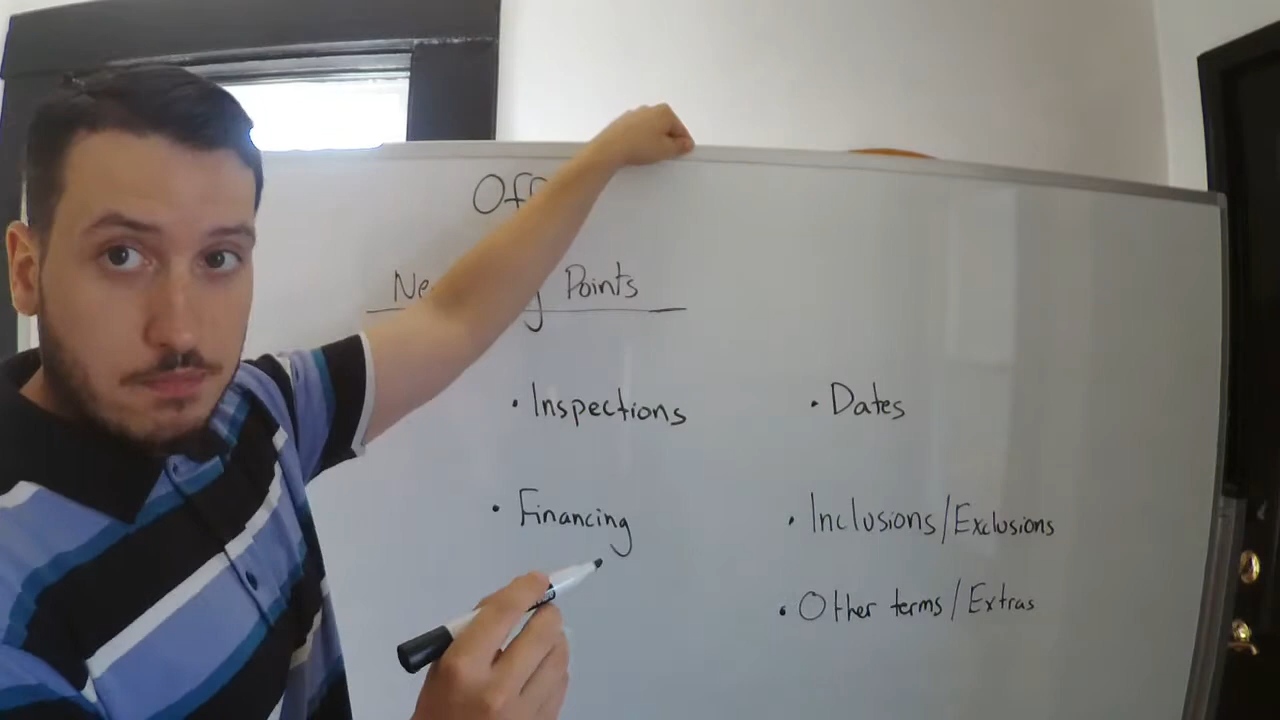 Points
• Inspections
• Dates
• Financing
• Inclusions/Exclusions
• Other terms/Extras